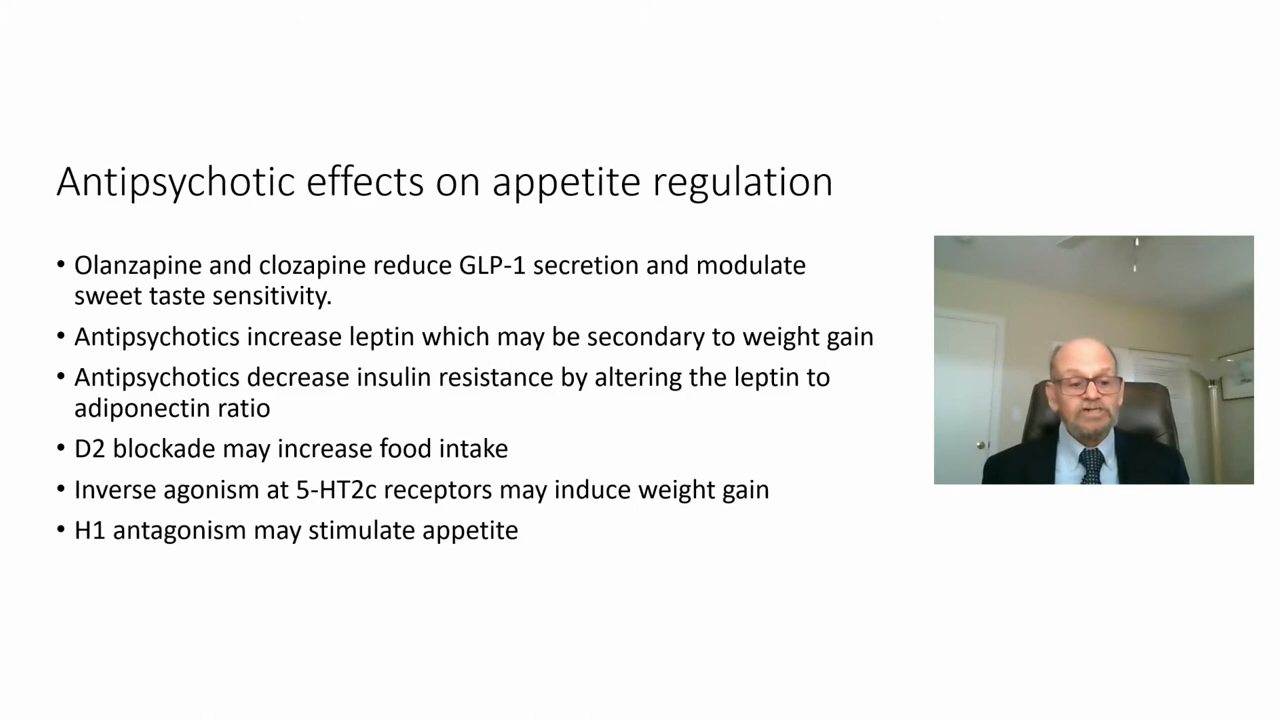 Antipsychotic effects on appetite regulation
• Olanzapine and clozapine reduce GLP-1 secretion and modulate
sweet taste sensitivity.
• Antipsychotics increase leptin which may be secondary to weight gain
• Antipsychotics decrease insulin resistance by altering the leptin to
adiponectin ratio
• D2 blockade may increase food intake
• Inverse agonism at 5-HT2c receptors may induce weight gain
• H1 antagonism may stimulate appetite